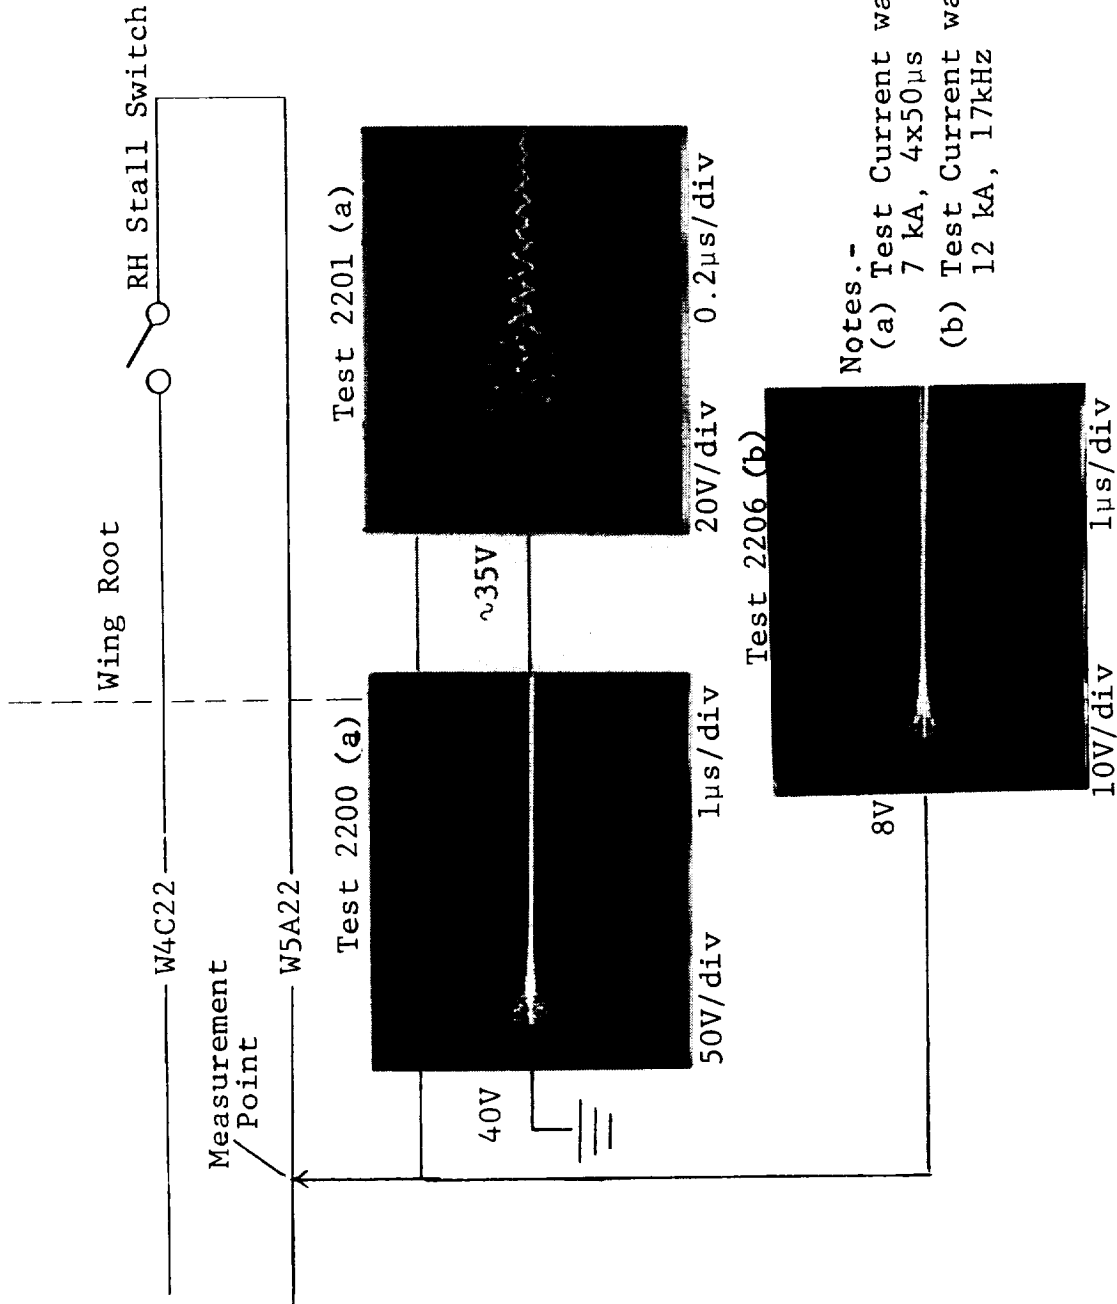 RH Stall Switch
Wing Root
W4C22
W5A22
Measurement
Point
Test 2200 (a)
40V
50V/div 1μs/div
Test 2201 (a)
~35V
20V/div 0.2μs/div
Test 2206 (b)
8V
10V/div 1μs/div
Notes.-
(a) Test Current
7 kA, 4x50μs
(b) Test Current
12 kA, 17kHz